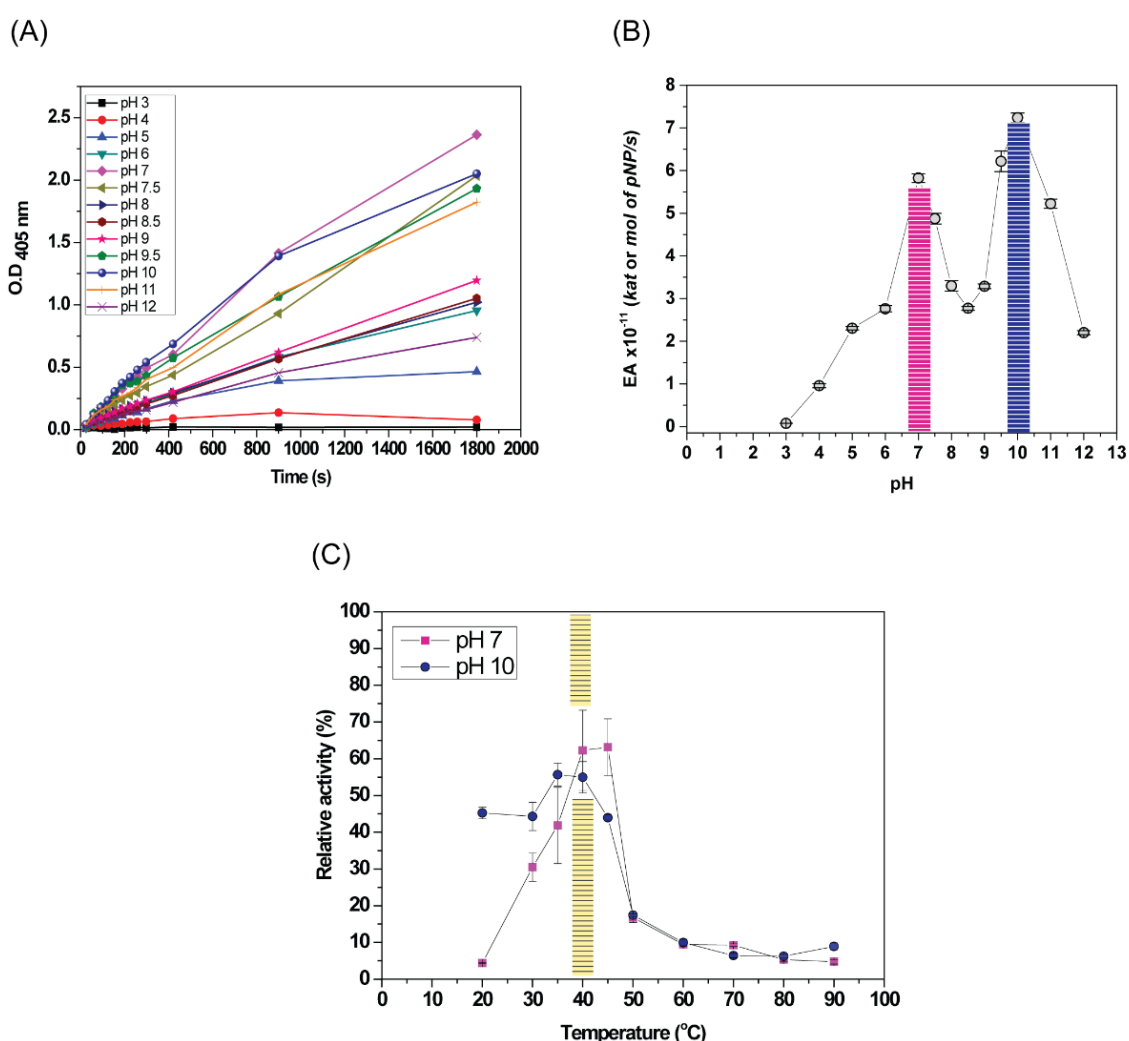 (A)
(B)
O.D 405 nm
2.5
2.0
1.5
1.0
0.5
0.0
pH 3
pH 4
pH 5
pH 6
pH 7
pH 7.5
pH 8
pH 8.5
pH 9
pH 9.5
pH 10
pH 11
pH 12
0 200 400 600 800 1000 1200 1400 1600 1800 2000
Time (s)
EA x10⁻¹¹ (kat or mol of pNP/s)
8
7
6
5
4
3
2
1
0
0 1 2 3 4 5 6 7 8 9 10 11 12 13
pH
(C)
Relative activity (%)
100
90
80
70
60
50
40
30
20
10
0
pH 7
pH 10
0 10 20 30 40 50 60 70 80 90 100
Temperature (°C)